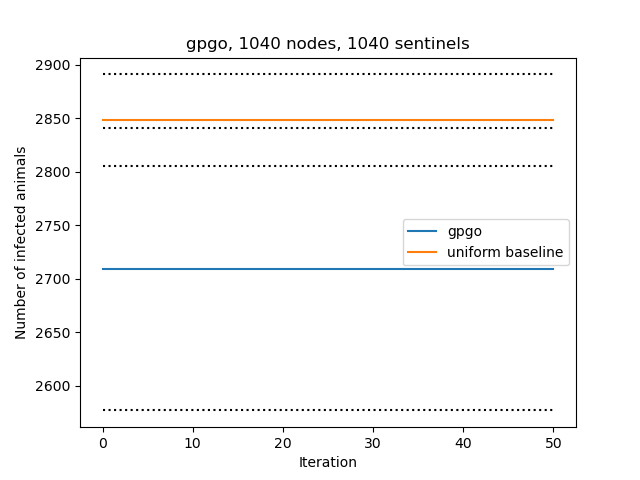 gpgo, 1040 nodes, 1040 sentinels
Number of infected animals
2900
2850
2800
2750
2700
2650
2600
gpgo
uniform baseline
0 10 20 30 40 50
Iteration